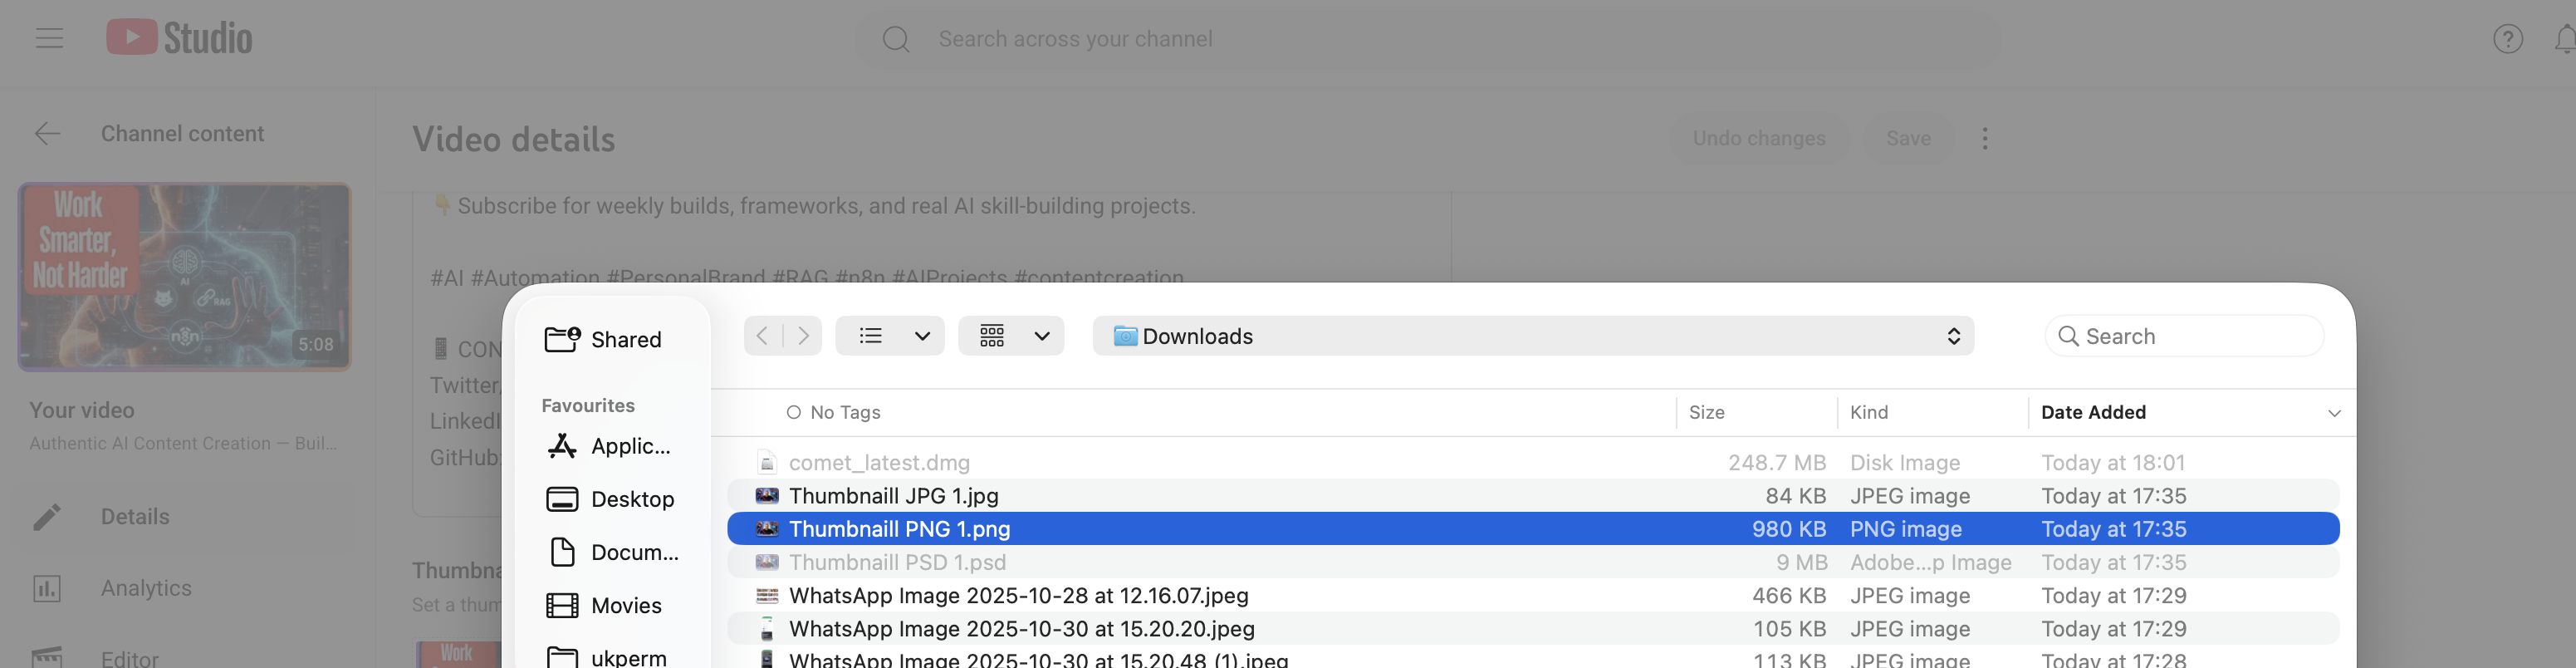 Studio
Search across your channel
?
Channel content
Video details
Undo changes
Save
Work
Smarter,
Not Harder
AI
RAG
n8n
5:08
Your video
Authentic AI Content Creation — Buil...
Details
Analytics
Editor
👇 Subscribe for weekly builds, frameworks, and real AI skill-building projects.
#AI #Automation #PersonalBrand #RAG #n8n #AIProjects #contentcreation
CON
Twitter,
LinkedI
GitHub:
Thumbna
Set a thum
Work
Shared
Favourites
Applic...
Desktop
Docum...
Movies
ukperm
Downloads
Search
No Tags Size Kind Date Added
comet_latest.dmg 248.7 MB Disk Image Today at 18:01
Thumbnaill JPG 1.jpg 84 KB JPEG image Today at 17:35
Thumbnaill PNG 1.png 980 KB PNG image Today at 17:35
Thumbnaill PSD 1.psd 9 MB Adobe...p Image Today at 17:35
WhatsApp Image 2025-10-28 at 12.16.07.jpeg 466 KB JPEG image Today at 17:29
WhatsApp Image 2025-10-30 at 15.20.20.jpeg 105 KB JPEG image Today at 17:29
WhatsApp Image 2025-10-30 at 15.20.48 (1).jpeg 113 KB JPEG image Today at 17:28